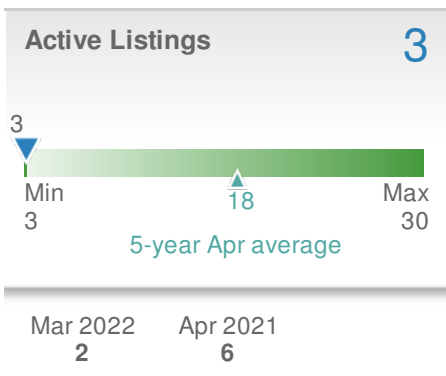 Active Listings 3
3
Min 18 Max
3 30
5-year Apr average
Mar 2022 Apr 2021
2 6